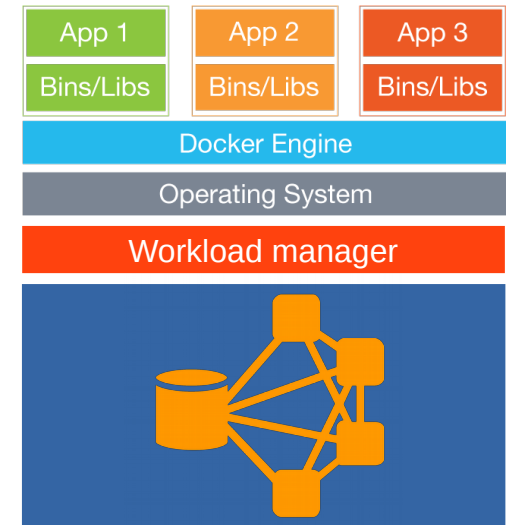 App 1
App 2
App 3
Bins/Libs
Bins/Libs
Bins/Libs
Docker Engine
Operating System
Workload manager